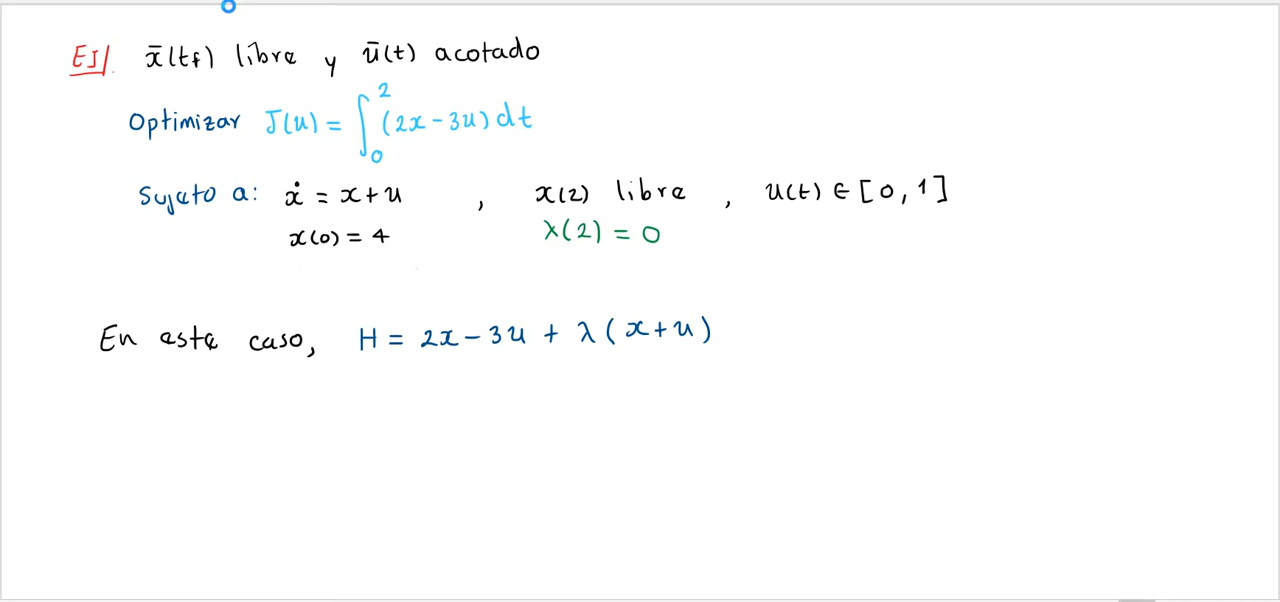 EJ/. x̄(tf) libre y ū(t) acotado
Optimizar J(u) = ∫₀² (2x - 3u) dt
Sujeto a: ẋ = x + u , x(2) libre , u(t) ∈ [0, 1]
x(0) = 4 λ(2) = 0
En este caso, H = 2x - 3u + λ(x + u)